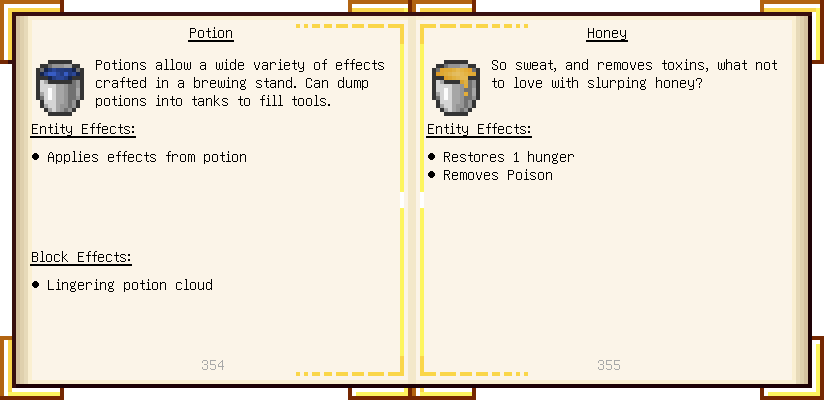 Potion
Potions allow a wide variety of effects
crafted in a brewing stand. Can dump
potions into tanks to fill tools.
Entity Effects:
● Applies effects from potion
Block Effects:
● Lingering potion cloud
354
Honey
So sweat, and removes toxins, what not
to love with slurping honey?
Entity Effects:
● Restores 1 hunger
● Removes Poison
355